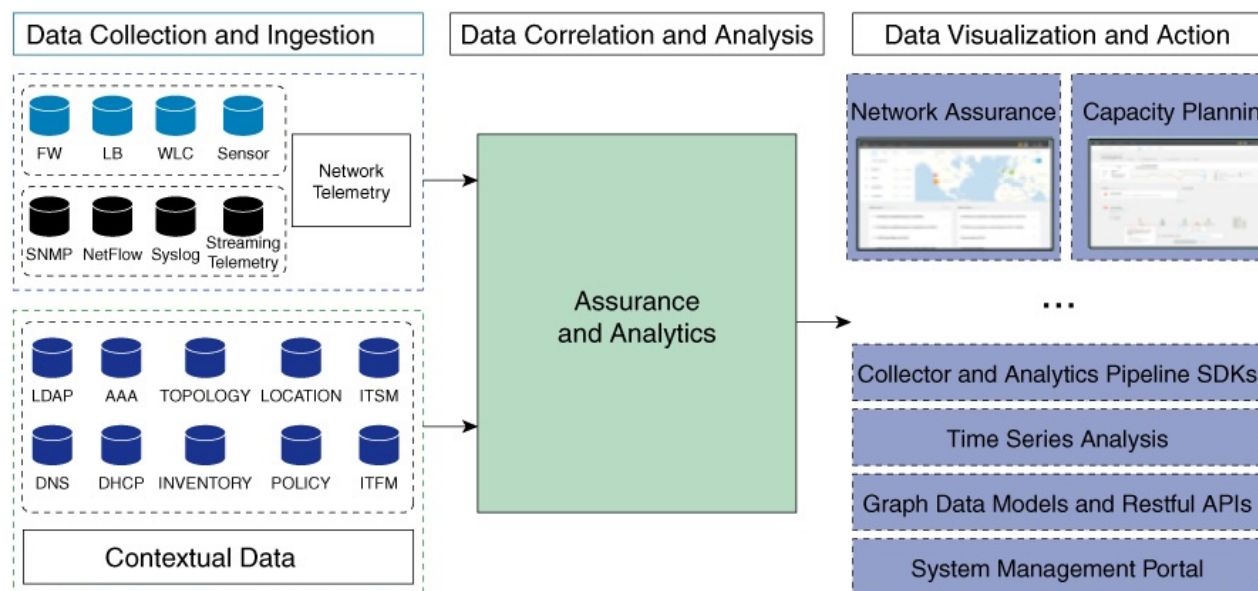 Data Collection and Ingestion
Data Correlation and Analysis
Data Visualization and Action
FW
LB
WLC
Sensor
SNMP
NetFlow
Syslog
Streaming
Telemetry
Network
Telemetry
LDAP
AAA
TOPOLOGY
LOCATION
ITSM
DNS
DHCP
INVENTORY
POLICY
ITFM
Contextual Data
Assurance
and Analytics
Network Assurance
Capacity Plannin
...
Collector and Analytics Pipeline SDKs
Time Series Analysis
Graph Data Models and Restful APIs
System Management Portal